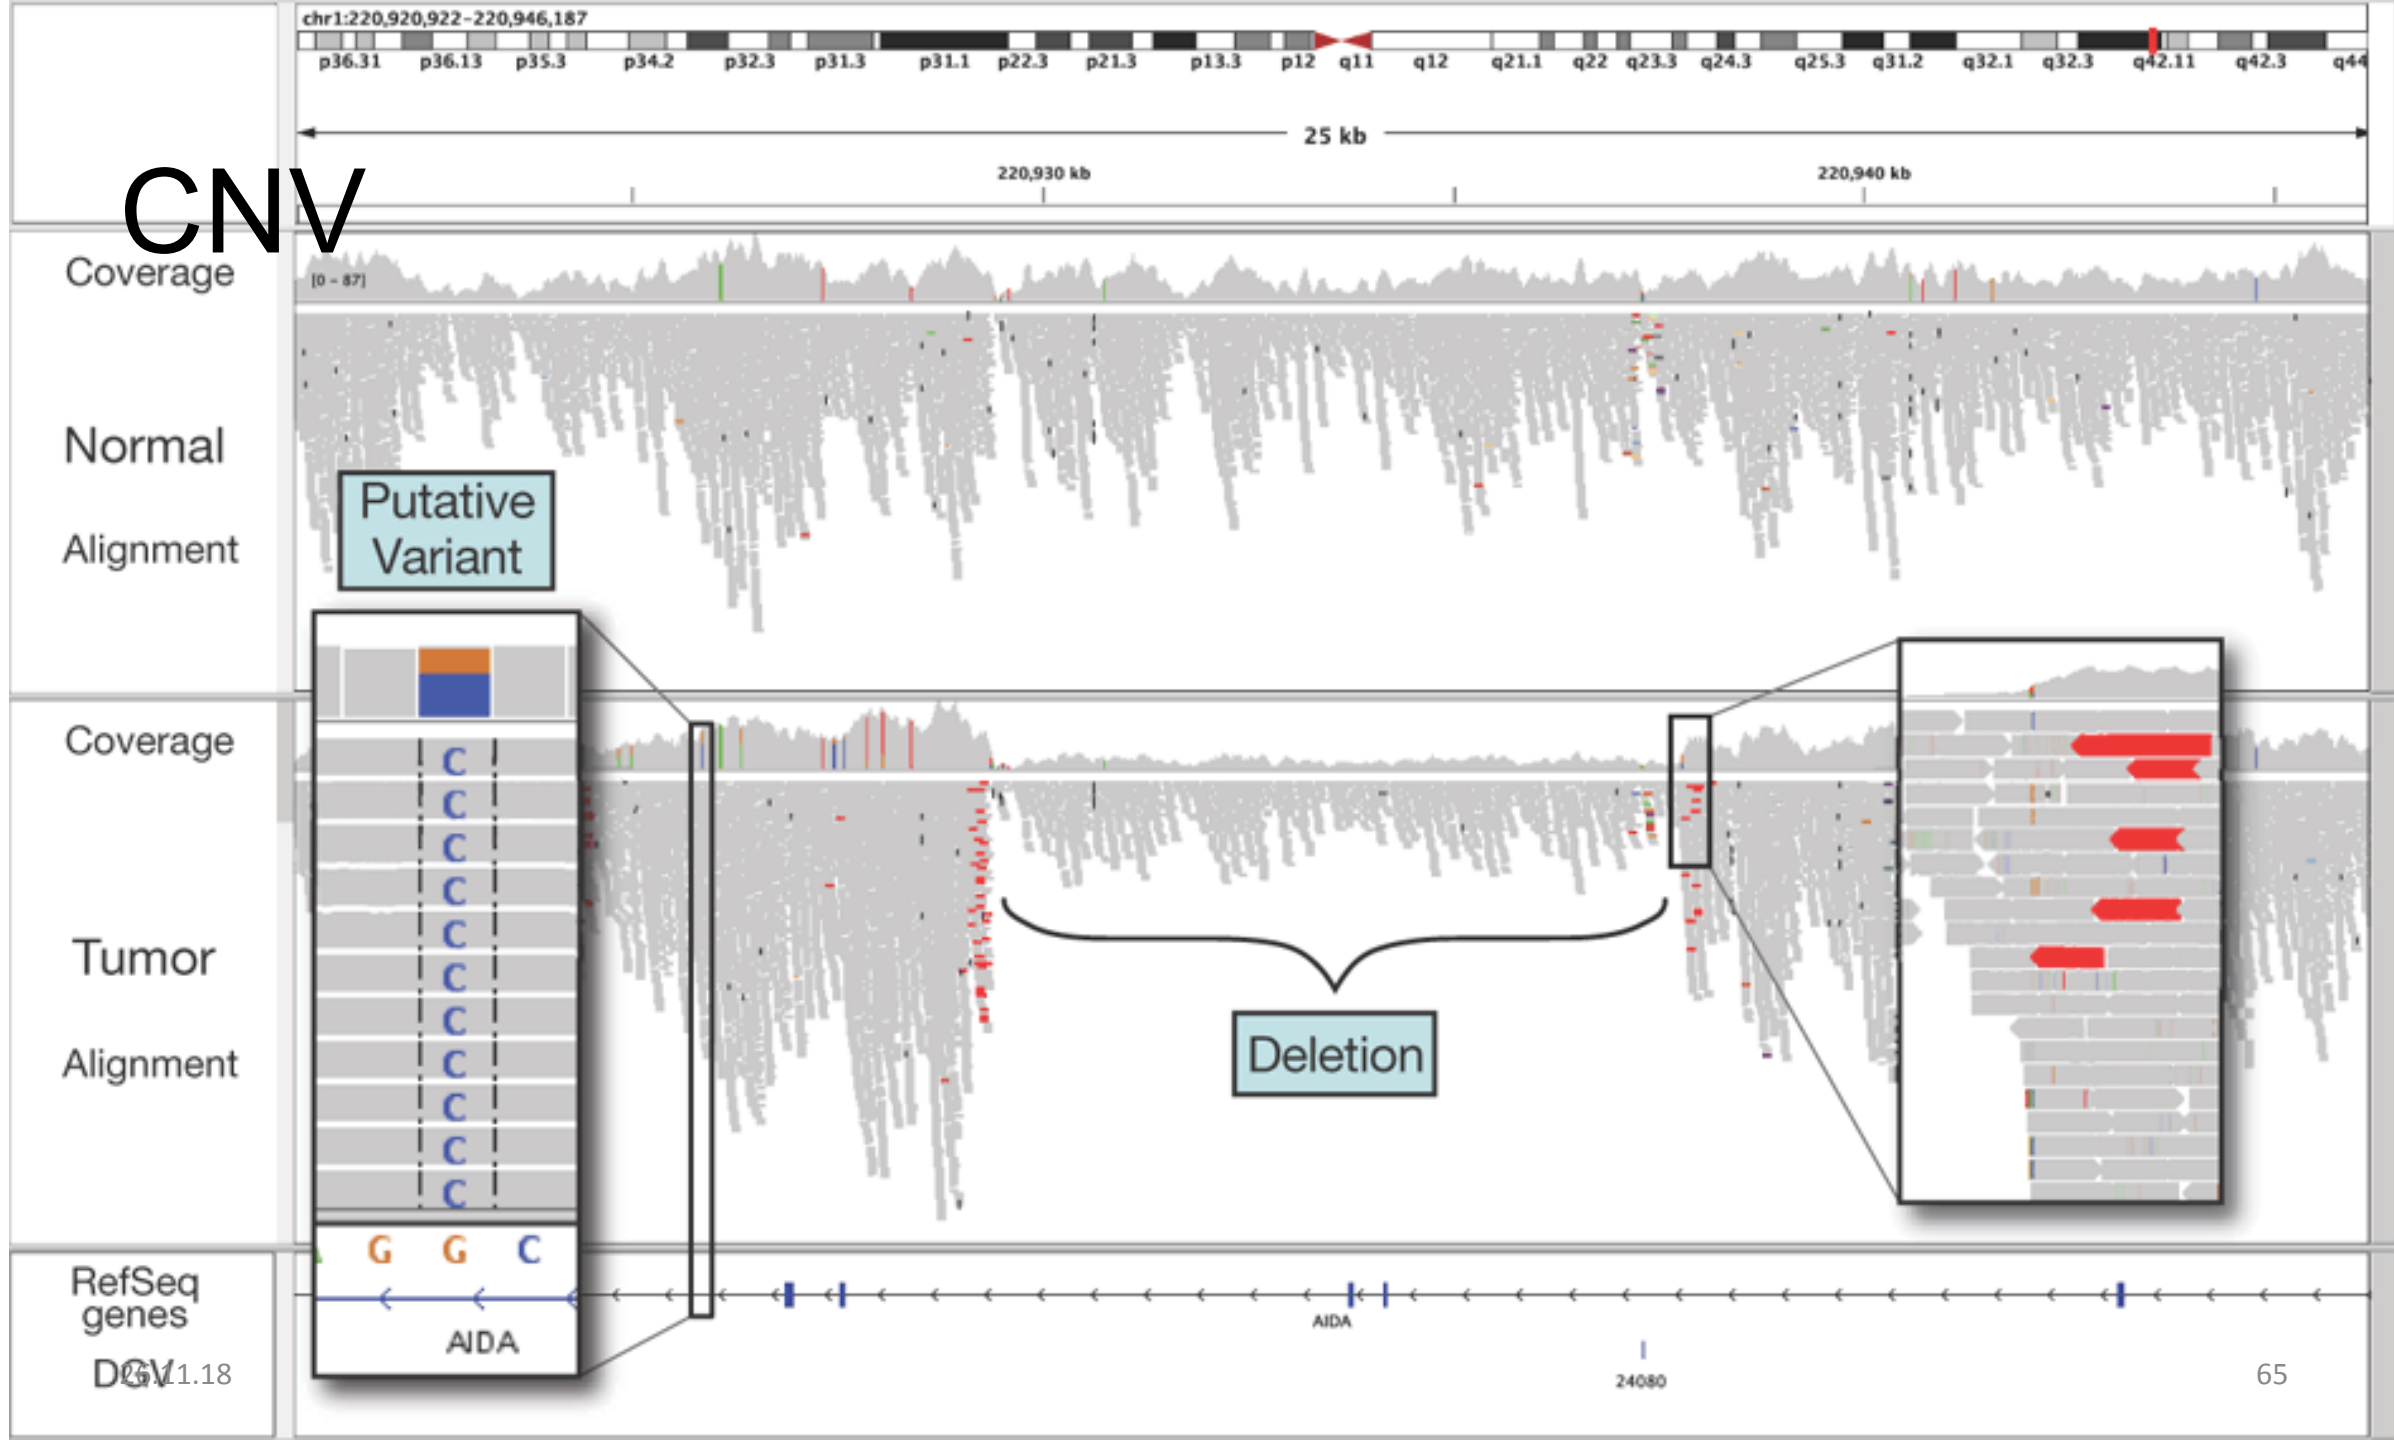 chr1:220,920,922-220,946,187
p36.31 p36.13 p35.3 p34.2 p32.3 p31.3 p31.1 p22.3 p21.3 p13.3 p12 q11 q12 q21.1 q22 q23.3 q24.3 q25.3 q31.2 q32.1 q32.3 q42.11 q42.3 q44
25 kb
220,930 kb 220,940 kb
CNV
Coverage
[0 - 87]
Normal
Alignment
Putative
Variant
Coverage
Tumor
Alignment
C
C
C
C
C
C
C
C
C
C
C
G G C
AIDA
Deletion
RefSeq
genes
AIDA
DGV
24080
26.11.18
65